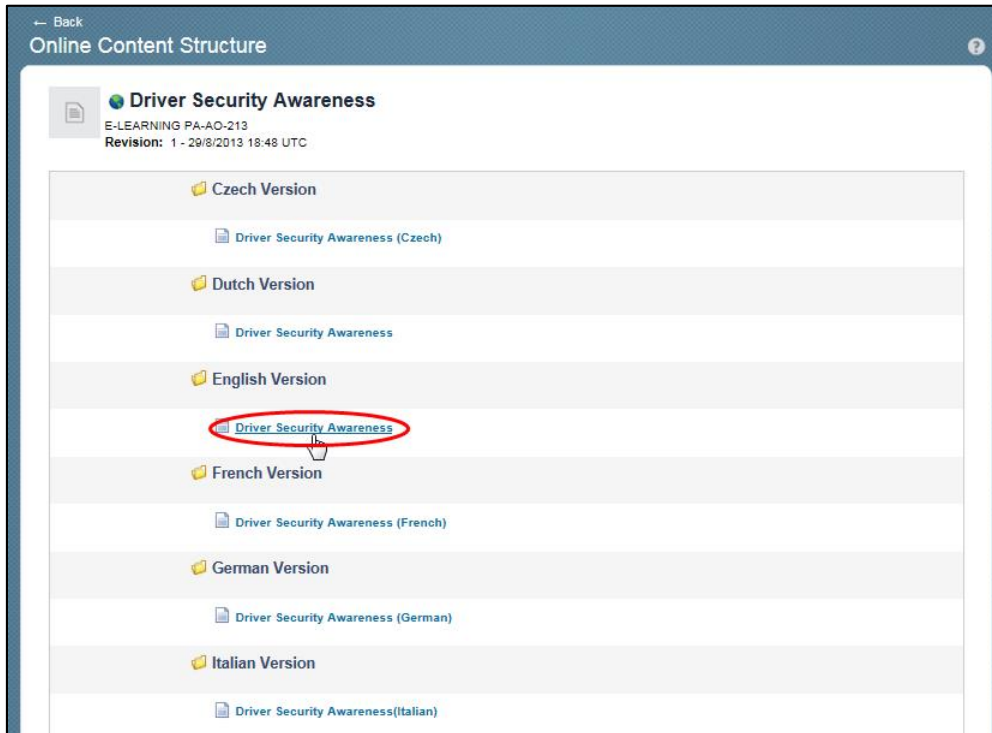 ← Back
Online Content Structure
?
Driver Security Awareness
E-LEARNING PA-AO-213
Revision: 1 - 29/8/2013 18:48 UTC
Czech Version
Driver Security Awareness (Czech)
Dutch Version
Driver Security Awareness
English Version
Driver Security Awareness
French Version
Driver Security Awareness (French)
German Version
Driver Security Awareness (German)
Italian Version
Driver Security Awareness(Italian)